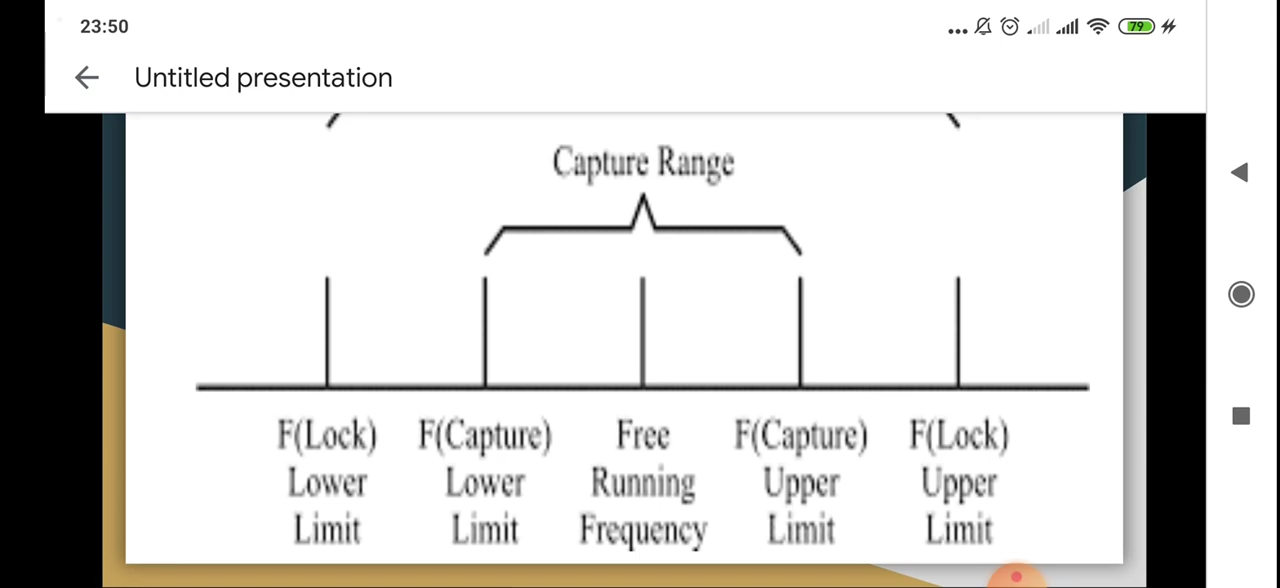 23:50
79
Untitled presentation
Capture Range
F(Lock) F(Capture) Free F(Capture) F(Lock)
Lower Lower Running Upper Upper
Limit Limit Frequency Limit Limit